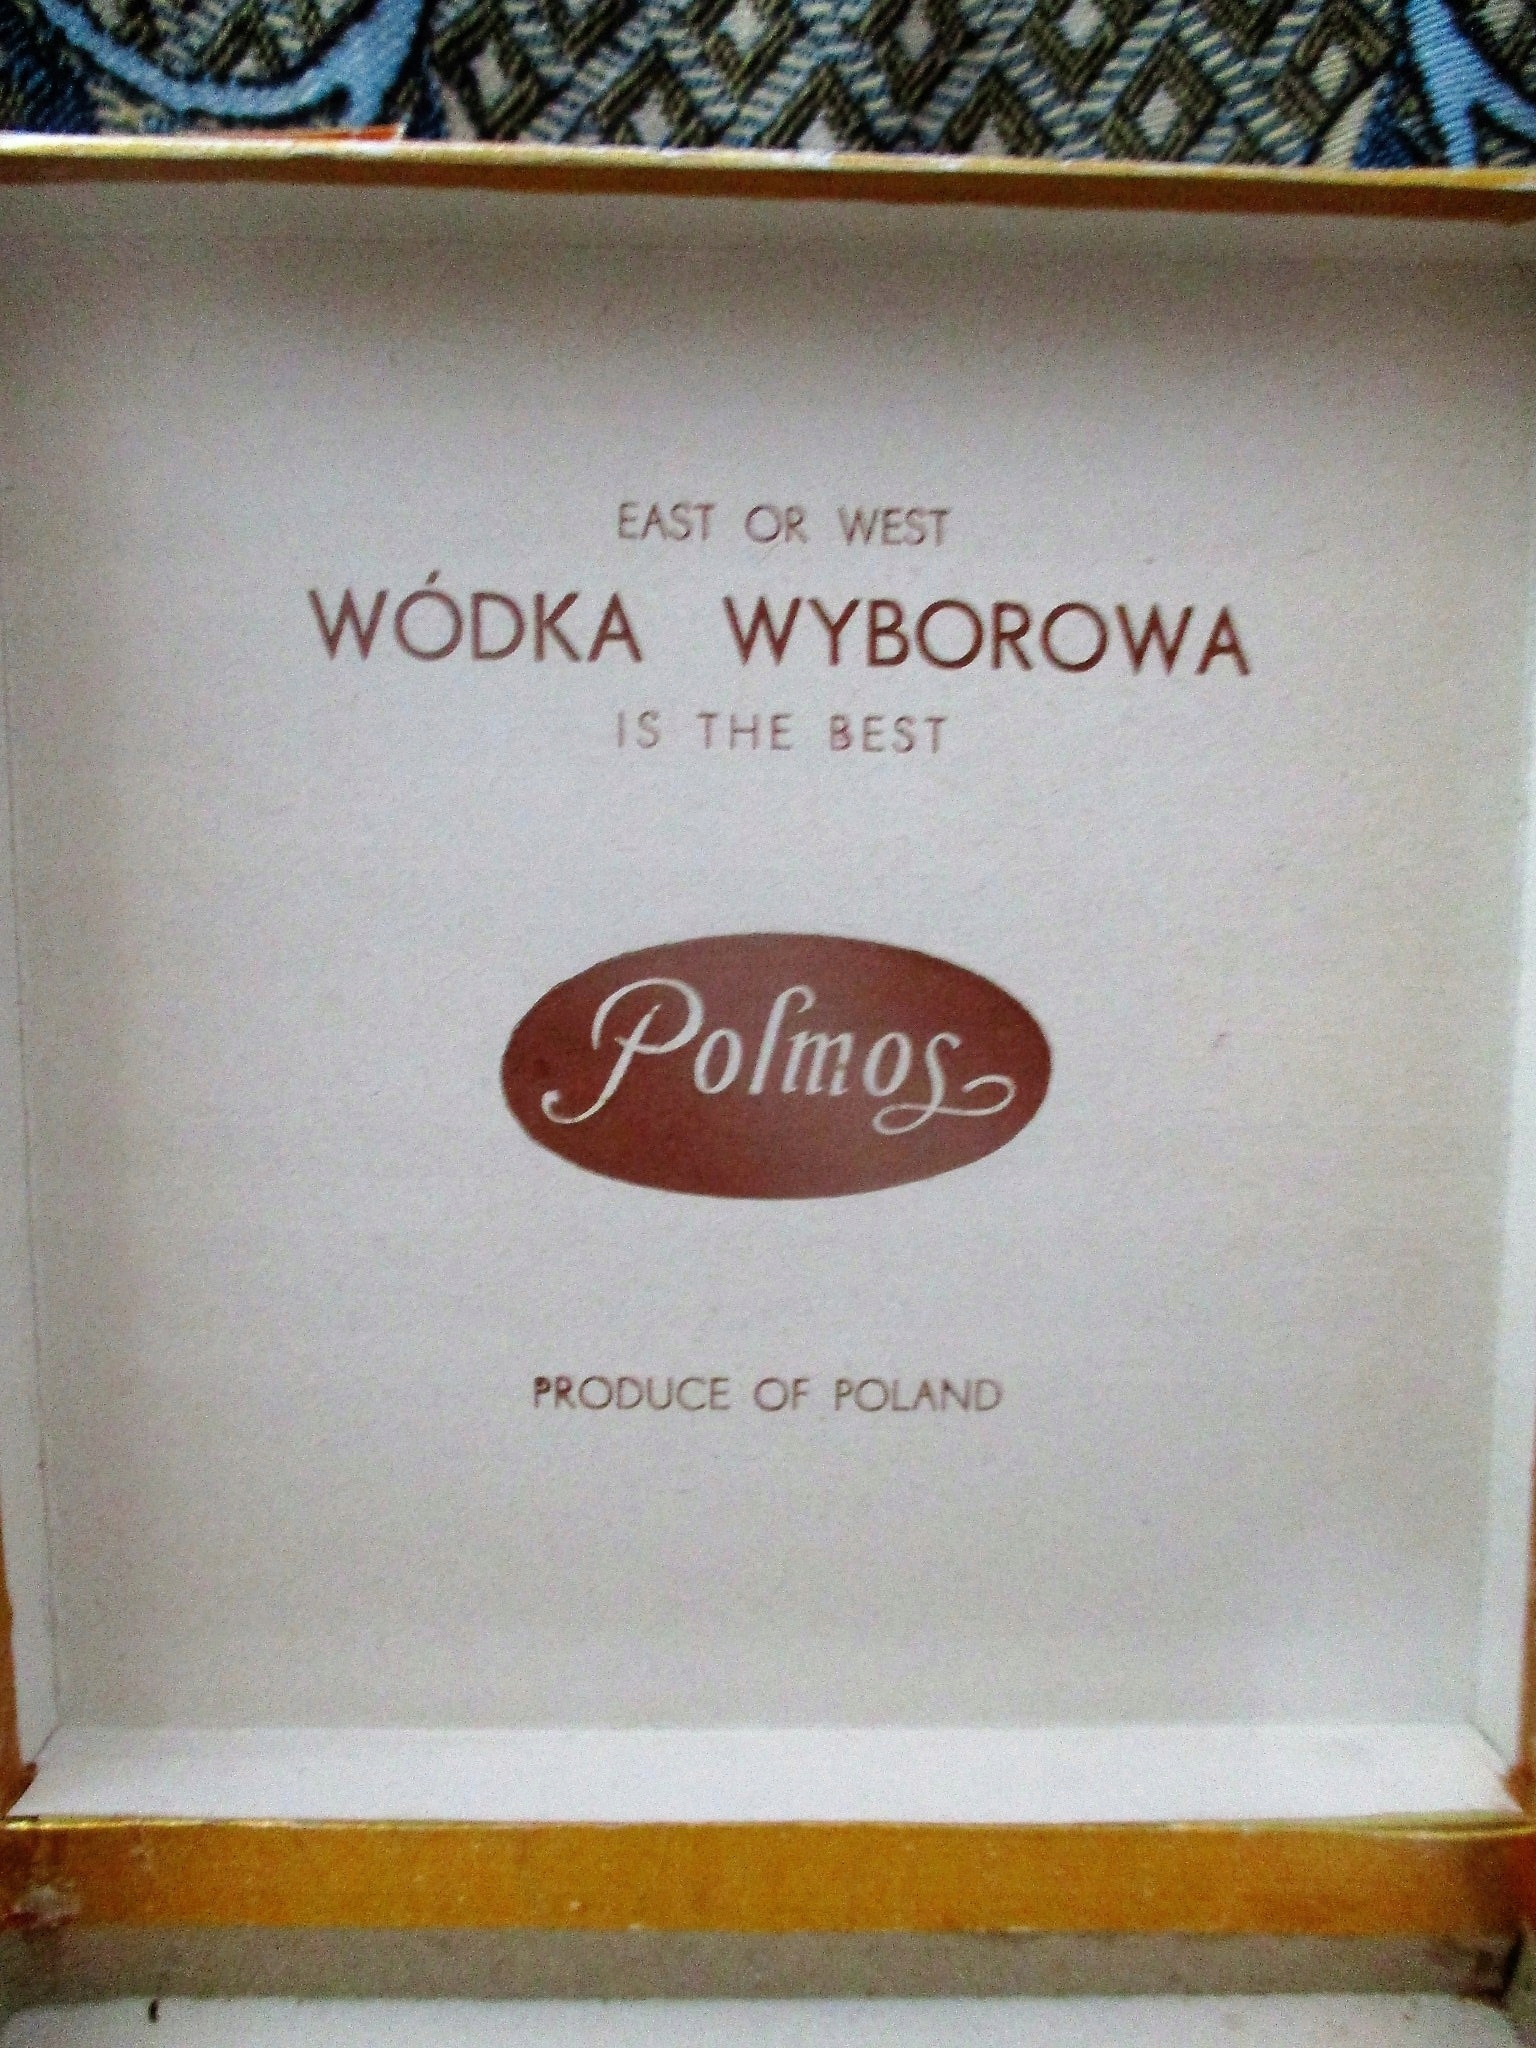 EAST OR WEST
WÓDKA WYBOROWA
IS THE BEST
Polmos
PRODUCE OF POLAND